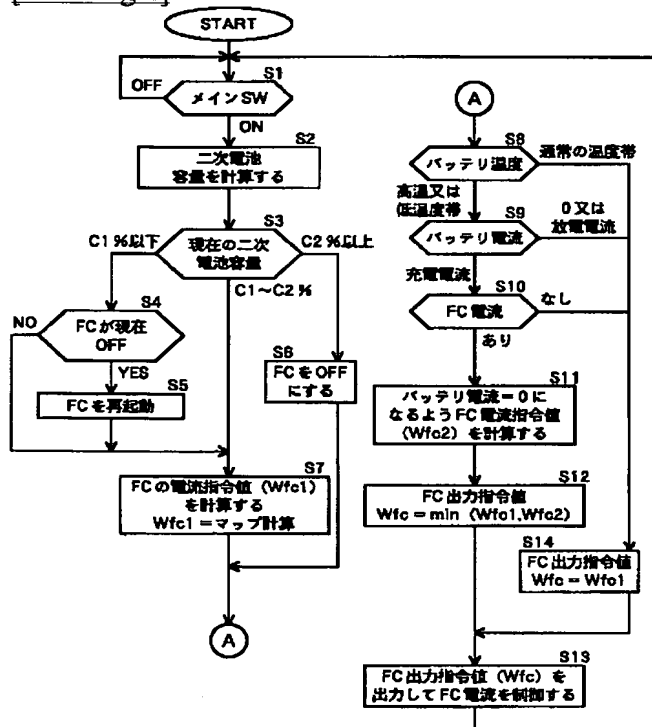 START
S1
OFF
メインSW
ON
S2
二次電池
容量を計算する
S3
C1%以下
現在の二次
電池容量
C2%以上
C1～C2%
S4
NO
FCが現在
OFF
YES
S5
FCを再起動
S6
FCをOFF
にする
S7
FCの電流指令値（Wfc1）
を計算する
Wfc1＝マップ計算
A
A
S8
バッテリ温度
通常の温度帯
高温又は
低温度帯
S9
バッテリ電流
0又は
放電電流
充電電流
S10
FC電流
なし
あり
S11
バッテリ電流＝0に
なるようFC電流指令値
（Wfc2）を計算する
S12
FC出力指令値
Wfc＝min（Wfc1,Wfc2）
S14
FC出力指令値
Wfc＝Wfc1
S13
FC出力指令値（Wfc）を
出力してFC電流を制御する